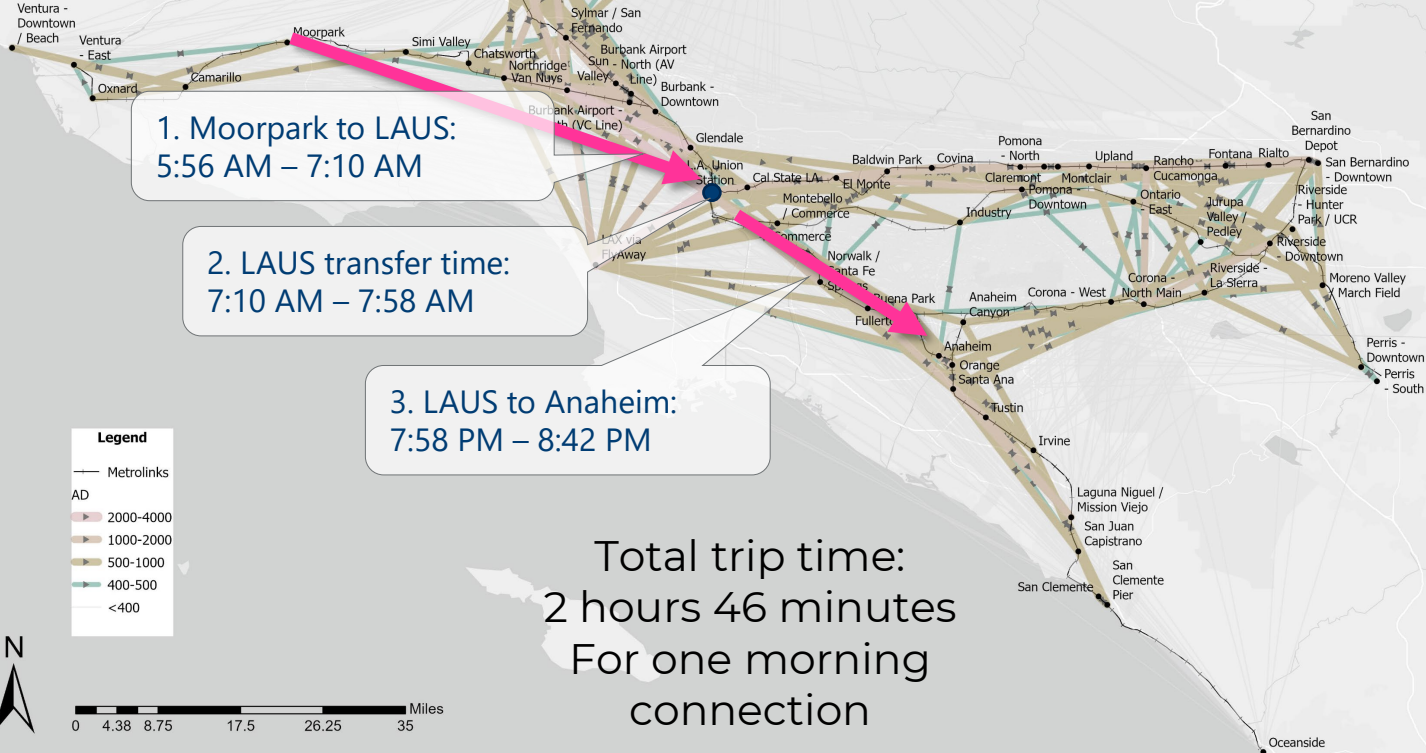 Ventura -
Downtown
/ Beach
Ventura
- East
Oxnard
Camarillo
Moorpark
Simi Valley
Chatsworth
Northridge
Van Nuys
Sylmar / San
Fernando
Sun
Valley
Burbank Airport
- North (AV
Line)
Burbank -
Downtown
Burbank Airport -
(VC Line)
Glendale
L.A. Union
Station
Cal State LA
El Monte
Baldwin Park
Covina
Pomona
- North
Claremont
Montclair
Pomona -
Downtown
Upland
Rancho
Cucamonga
Fontana
Rialto
San
Bernardino
Depot
San Bernardino
- Downtown
Riverside
- Hunter
Park / UCR
Ontario
- East
Jurupa
Valley /
Pedley
Riverside
- Downtown
Montebello
/ Commerce
Industry
Commerce
LAX via
FlyAway
Norwalk /
Santa Fe
Springs
Buena Park
Fullerton
Anaheim
Canyon
Corona - West
Corona -
North Main
Riverside -
La Sierra
Moreno Valley
/ March Field
Perris -
Downtown
Perris
- South
Anaheim
Orange
Santa Ana
Tustin
Irvine
Laguna Niguel /
Mission Viejo
San Juan
Capistrano
San Clemente
San
Clemente
Pier
Oceanside
1. Moorpark to LAUS:
5:56 AM – 7:10 AM
2. LAUS transfer time:
7:10 AM – 7:58 AM
3. LAUS to Anaheim:
7:58 PM – 8:42 PM
Total trip time:
2 hours 46 minutes
For one morning
connection
Legend
Metrolinks
AD
2000-4000
1000-2000
500-1000
400-500
<400
N
0 4.38 8.75 17.5 26.25 35
Miles